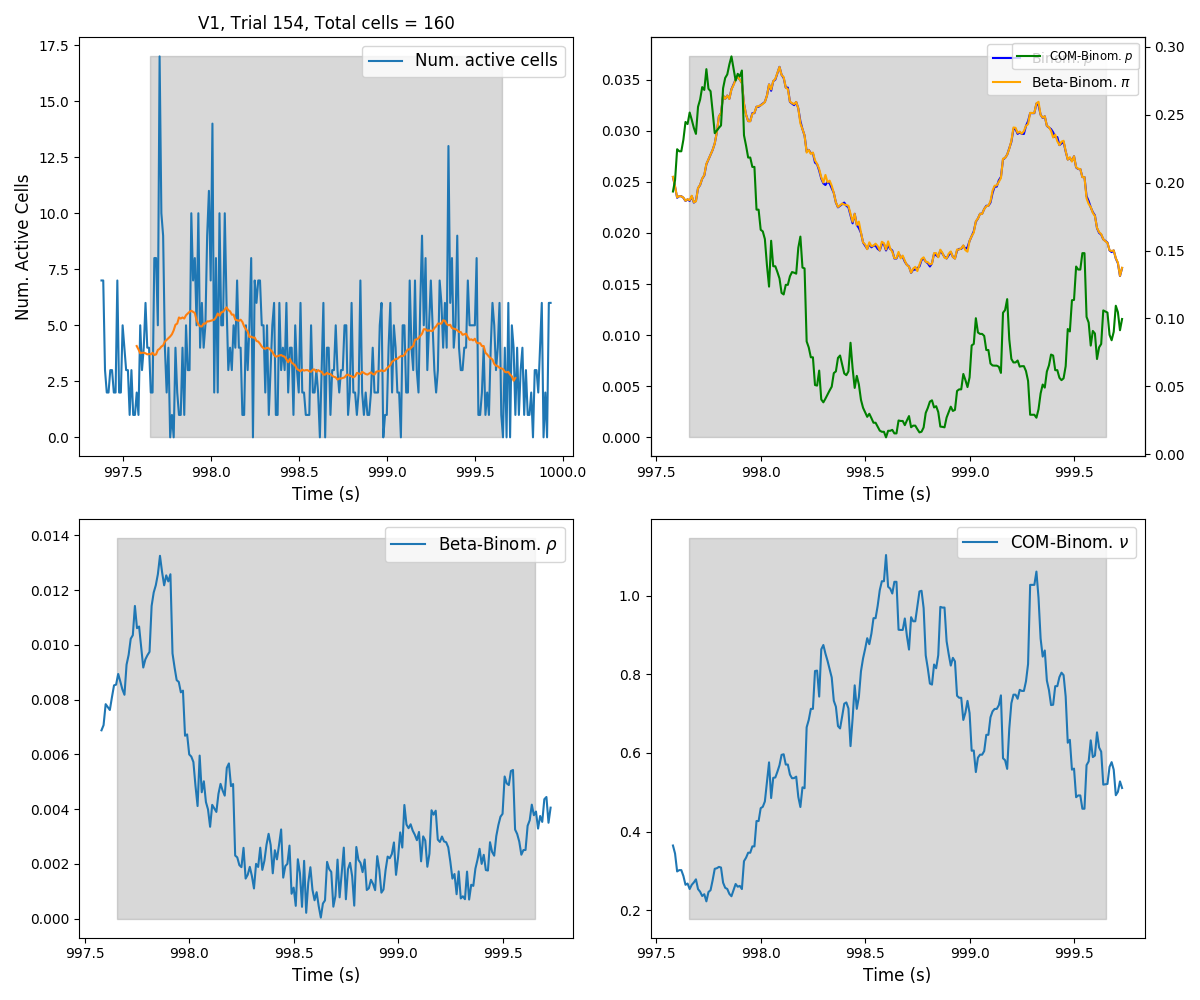 V1, Trial 154, Total cells = 160
Num. active cells
Num. Active Cells
17.5
15.0
12.5
10.0
7.5
5.0
2.5
0.0
997.5 998.0 998.5 999.0 999.5 1000.0
Time (s)
COM-Binom. p
Binom. p
Beta-Binom. π
0.035
0.030
0.025
0.020
0.015
0.010
0.005
0.000
0.30
0.25
0.20
0.15
0.10
0.05
0.00
997.5 998.0 998.5 999.0 999.5
Time (s)
Beta-Binom. ρ
0.014
0.012
0.010
0.008
0.006
0.004
0.002
0.000
997.5 998.0 998.5 999.0 999.5
Time (s)
COM-Binom. ν
1.0
0.8
0.6
0.4
0.2
997.5 998.0 998.5 999.0 999.5
Time (s)